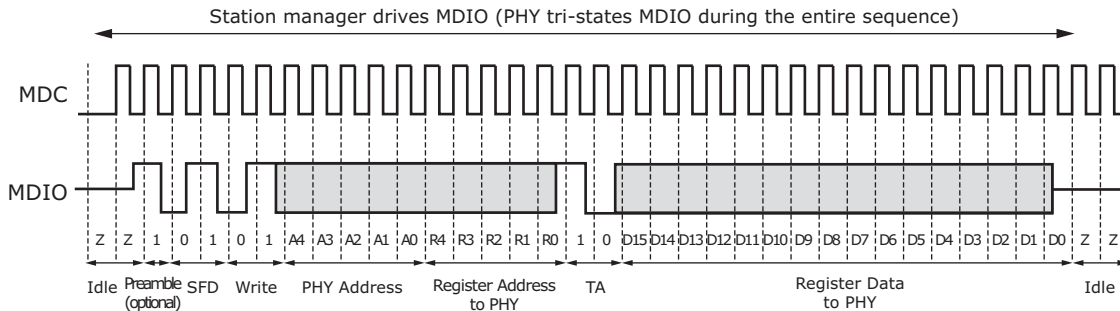 Station manager drives MDIO (PHY tri-states MDIO during the entire sequence)
MDC
MDIO
Z Z 1 0 1 0 1 A4 A3 A2 A1 A0 R4 R3 R2 R1 R0 1 0 D15 D14 D13 D12 D11 D10 D9 D8 D7 D6 D5 D4 D3 D2 D1 D0 Z Z
Idle Preamble (optional) SFD Write PHY Address Register Address to PHY TA Register Data to PHY Idle